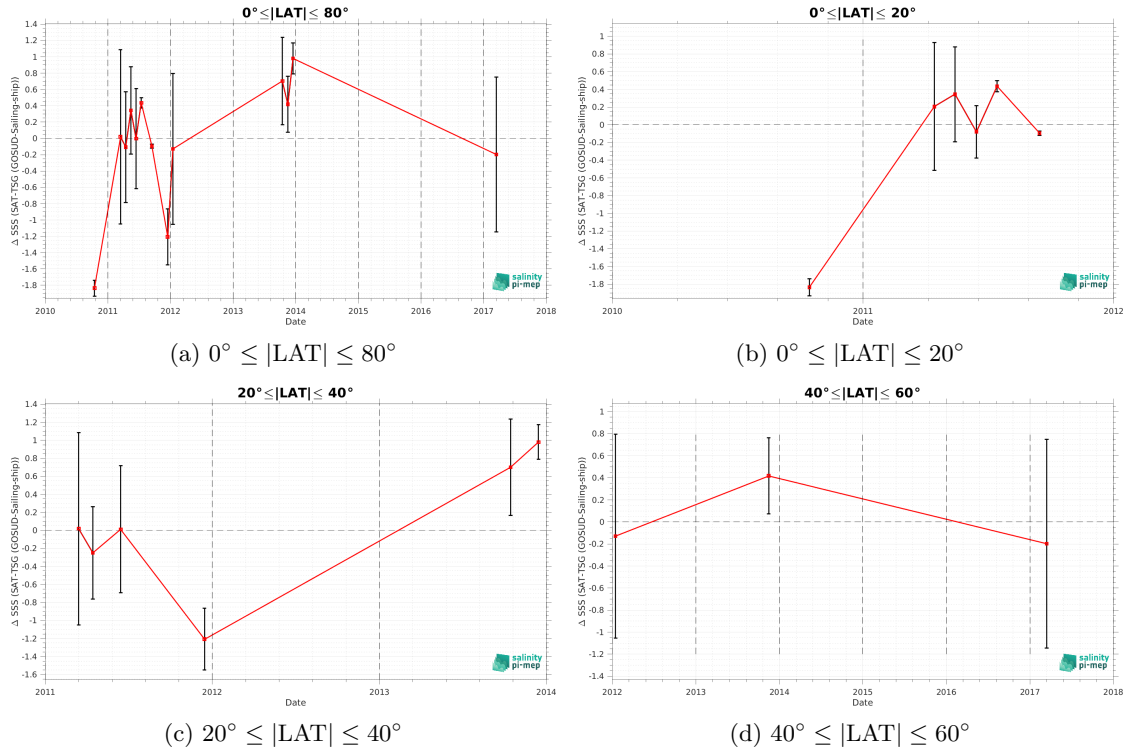 0°≤|LAT|≤ 80°
1.4
1.2
1
0.8
0.6
0.4
0.2
0
-0.2
-0.4
-0.6
-0.8
-1
-1.2
-1.4
-1.6
-1.8
Δ SSS (SAT-TSG (GOSUD-Sailing-ship))
2010 2011 2012 2013 2014 2015 2016 2017 2018
Date
salinity
pi-mep
(a) 0° ≤ |LAT| ≤ 80°
0°≤|LAT|≤ 20°
1
0.8
0.6
0.4
0.2
0
-0.2
-0.4
-0.6
-0.8
-1
-1.2
-1.4
-1.6
-1.8
Δ SSS (SAT-TSG (GOSUD-Sailing-ship))
2010 2011 2012
Date
salinity
pi-mep
(b) 0° ≤ |LAT| ≤ 20°
20°≤|LAT|≤ 40°
1.4
1.2
1
0.8
0.6
0.4
0.2
0
-0.2
-0.4
-0.6
-0.8
-1
-1.2
-1.4
-1.6
Δ SSS (SAT-TSG (GOSUD-Sailing-ship))
2011 2012 2013 2014
Date
salinity
pi-mep
(c) 20° ≤ |LAT| ≤ 40°
40°≤|LAT|≤ 60°
1
0.8
0.6
0.4
0.2
0
-0.2
-0.4
-0.6
-0.8
-1
-1.2
-1.4
Δ SSS (SAT-TSG (GOSUD-Sailing-ship))
2012 2013 2014 2015 2016 2017 2018
Date
salinity
pi-mep
(d) 40° ≤ |LAT| ≤ 60°